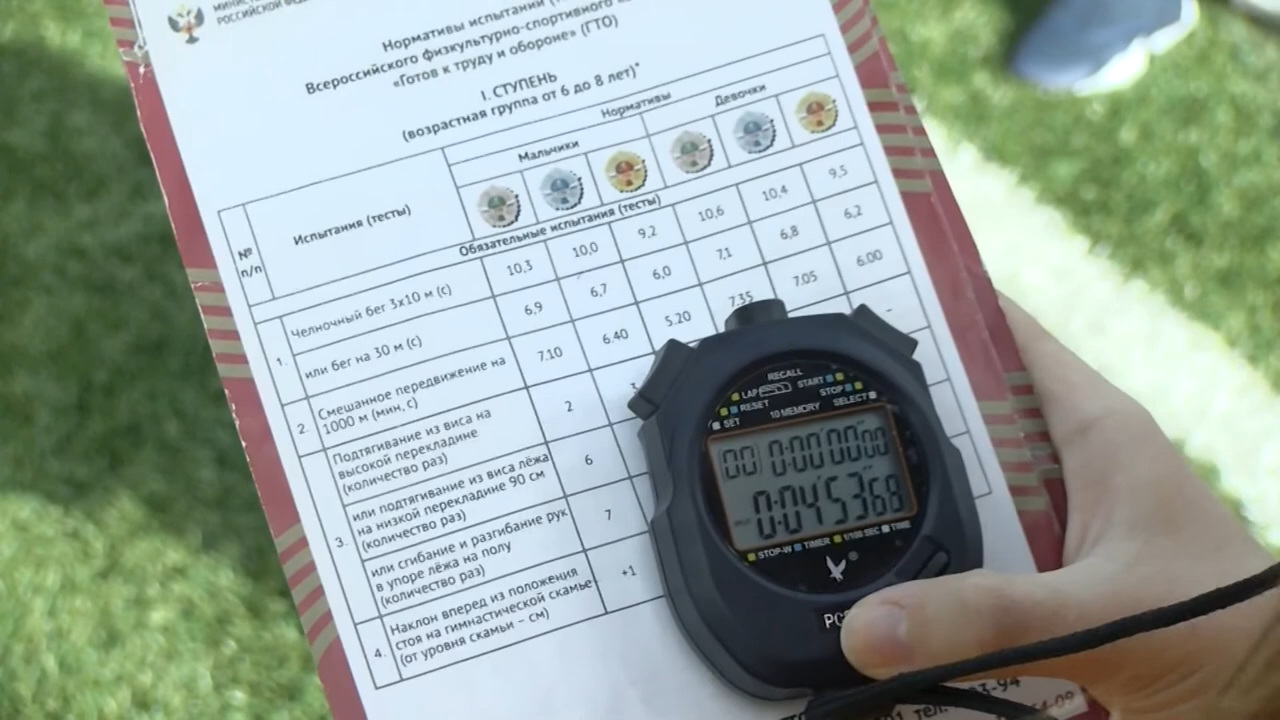 РОССИЙСКОЙ
Нормативы испытаний
Всероссийского физкультурно-спортивного
«Готов к труду и обороне» (ГТО)
I. СТУПЕНЬ
(возрастная группа от 6 до 8 лет)*
№ п/п
Испытания (тесты)
Нормативы
Мальчики
Девочки
Обязательные испытания (тесты)
1. Челночный бег 3х10 м (с) 10,3 10,0 9,2 10,6 10,4 9,5
или бег на 30 м (с) 6,9 6,7 6,0 7,1 6,8 6,2
2. Смешанное передвижение на
1000 м (мин, с) 7.10 6.40 5.20 7.35 7.05 6.00
3. Подтягивание из виса на
высокой перекладине
(количество раз) 2 3 -
или подтягивание из виса лёжа
на низкой перекладине 90 см
(количество раз) 6
или сгибание и разгибание рук
в упоре лёжа на полу
(количество раз) 7
4. Наклон вперед из положения
стоя на гимнастической скамье
(от уровня скамьи – см) +1
RECALL
LAP START
RESET STOP
SET 10 MEMORY SELECT
00 0:00'00"00
0:04'53"68
STOP-W TIMER 1/100 SEC TIME
®
тел.